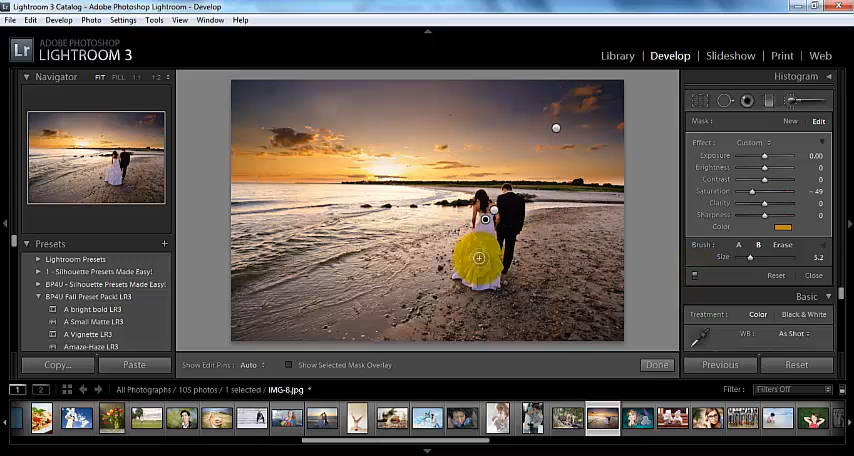 Lightroom 3 Catalog - Adobe Photoshop Lightroom - Develop
File Edit Develop Photo Settings Tools View Window Help
Lr ADOBE PHOTOSHOP
LIGHTROOM 3
Library | Develop | Slideshow | Print | Web
Navigator FIT FILL 1:1 1:2
Histogram
Mask : New Edit
Effect : Custom
Exposure 0.00
Brightness 0
Contrast 0
Saturation - 49
Clarity 0
Sharpness 0
Color
Brush : A B Erase
Size 5.2
Reset Close
Basic
Treatment : Color Black & White
WB : As Shot
Presets
Lightroom Presets
1 - Silhouette Presets Made Easy!
BP4U - Silhouette Presets Made Easy!
BP4U Fall Preset Pack! LR3
A bright bold LR3
A Small Matte LR3
A Vignette LR3
Amaze-Haze LR3
Copy... Paste
Show Edit Pins : Auto Show Selected Mask Overlay Done
Previous Reset
1 2 All Photographs / 105 photos / 1 selected / IMG-8.jpg
Filter : Filters Off